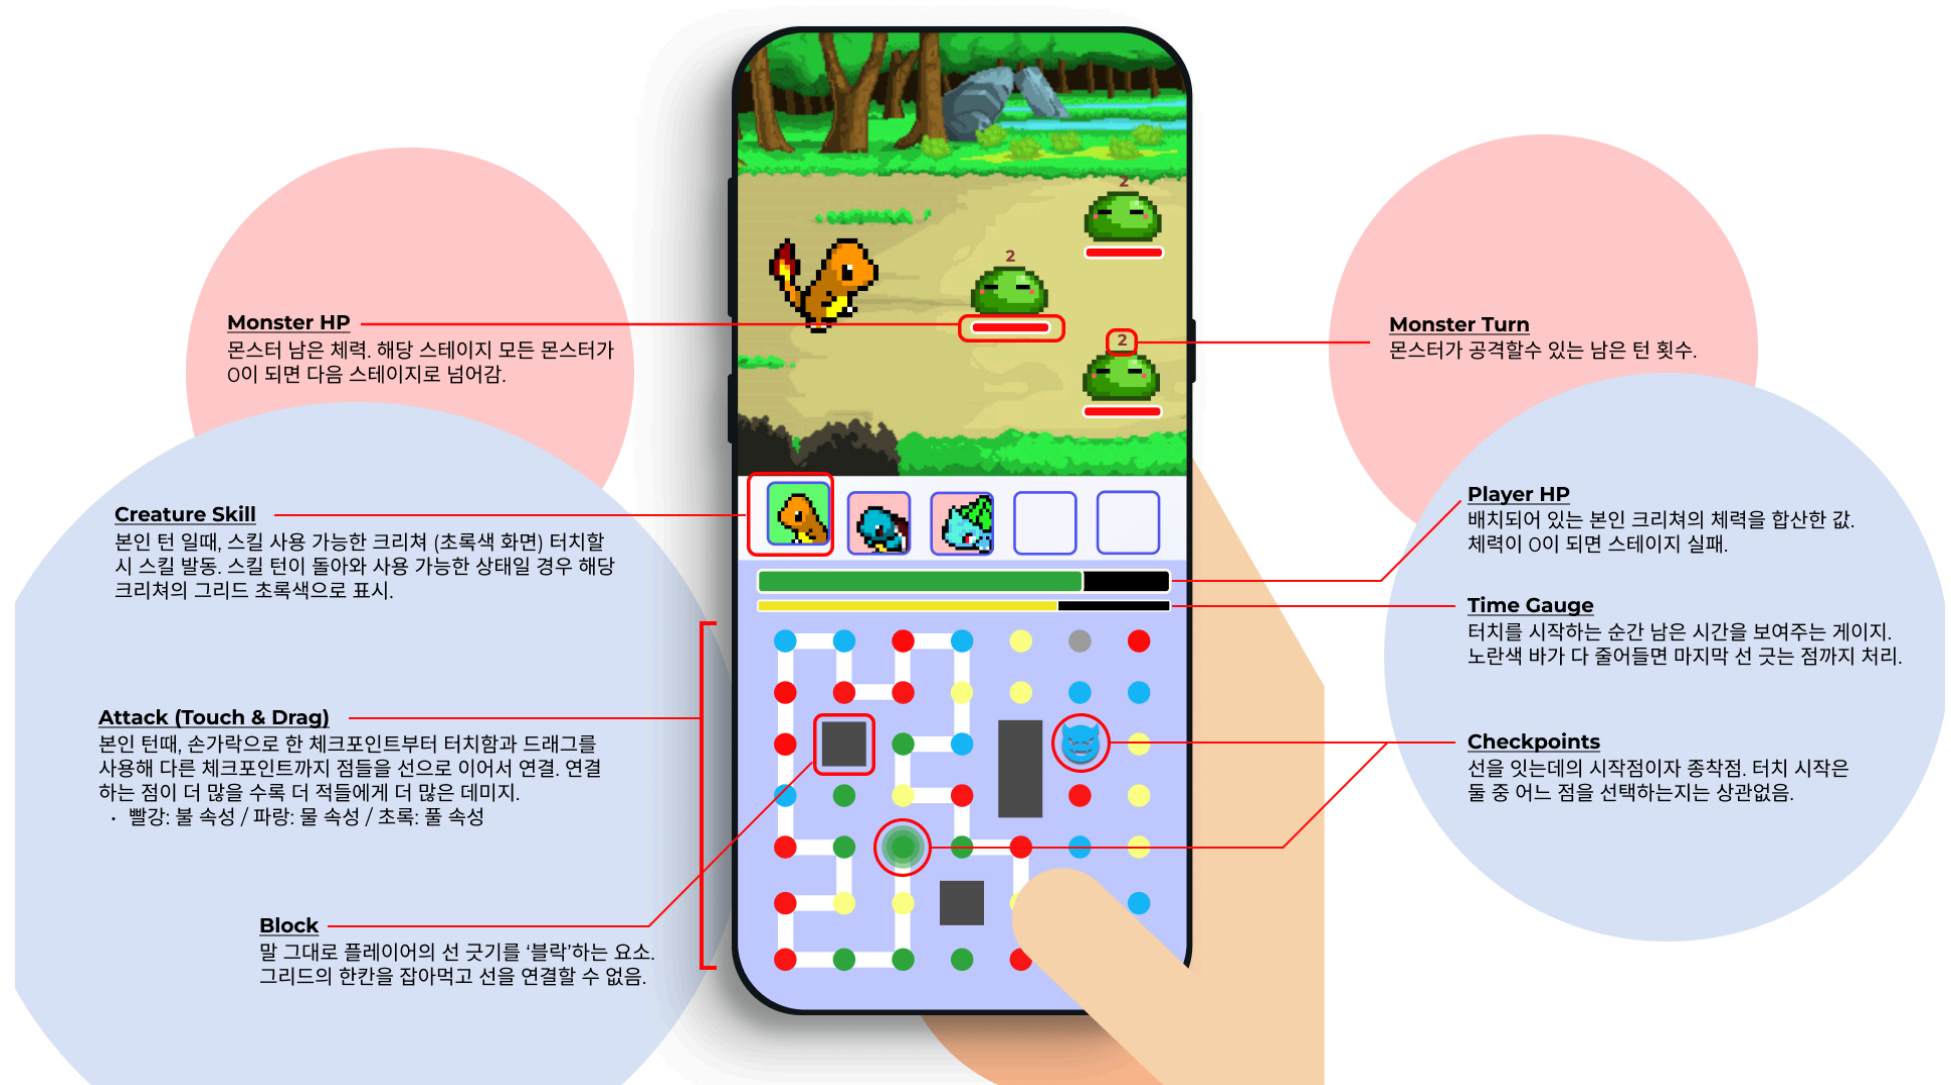 2
2
2
Monster HP
몬스터 남은 체력. 해당 스테이지 모든 몬스터가
0이 되면 다음 스테이지로 넘어감.
Creature Skill
본인 턴 일때, 스킬 사용 가능한 크리쳐 (초록색 화면) 터치할
시 스킬 발동. 스킬 턴이 돌아와 사용 가능한 상태일 경우 해당
크리쳐의 그리드 초록색으로 표시.
Attack (Touch & Drag)
본인 턴때, 손가락으로 한 체크포인트부터 터치함과 드래그를
사용해 다른 체크포인트까지 점들을 선으로 이어서 연결. 연결
하는 점이 더 많을 수록 더 적들에게 더 많은 데미지.
· 빨강: 불 속성 / 파랑: 물 속성 / 초록: 풀 속성
Block
말 그대로 플레이어의 선 긋기를 ‘블락’하는 요소.
그리드의 한칸을 잡아먹고 선을 연결할 수 없음.
Monster Turn
몬스터가 공격할수 있는 남은 턴 횟수.
Player HP
배치되어 있는 본인 크리쳐의 체력을 합산한 값.
체력이 0이 되면 스테이지 실패.
Time Gauge
터치를 시작하는 순간 남은 시간을 보여주는 게이지.
노란색 바가 다 줄어들면 마지막 선 긋는 점까지 처리.
Checkpoints
선을 잇는데의 시작점이자 종착점. 터치 시작은
둘 중 어느 점을 선택하는지는 상관없음.